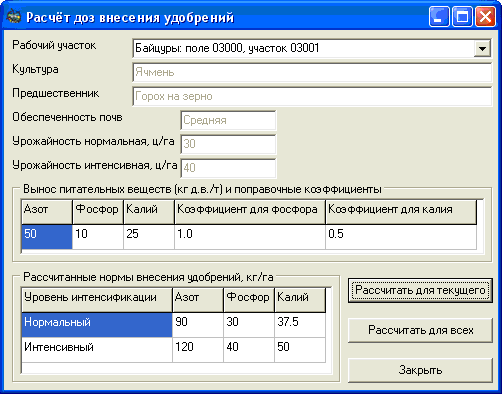 Расчёт доз внесения удобрений
Рабочий участок Байцуры: поле 03000, участок 03001
Культура Ячмень
Предшественник Горох на зерно
Обеспеченность почв Средняя
Урожайность нормальная, ц/га 30
Урожайность интенсивная, ц/га 40
Вынос питательных веществ (кг д.в./т) и поправочные коэффициенты
Азот Фосфор Калий Коэффициент для фосфора Коэффициент для калия
50 10 25 1.0 0.5
Рассчитанные нормы внесения удобрений, кг/га
Уровень интенсификации Азот Фосфор Калий
Нормальный 90 30 37.5
Интенсивный 120 40 50
Рассчитать для текущего
Рассчитать для всех
Закрыть